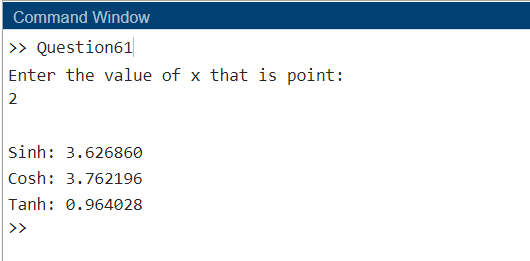 Command Window
>> Question61
Enter the value of x that is point:
2
Sinh: 3.626860
Cosh: 3.762196
Tanh: 0.964028
>>